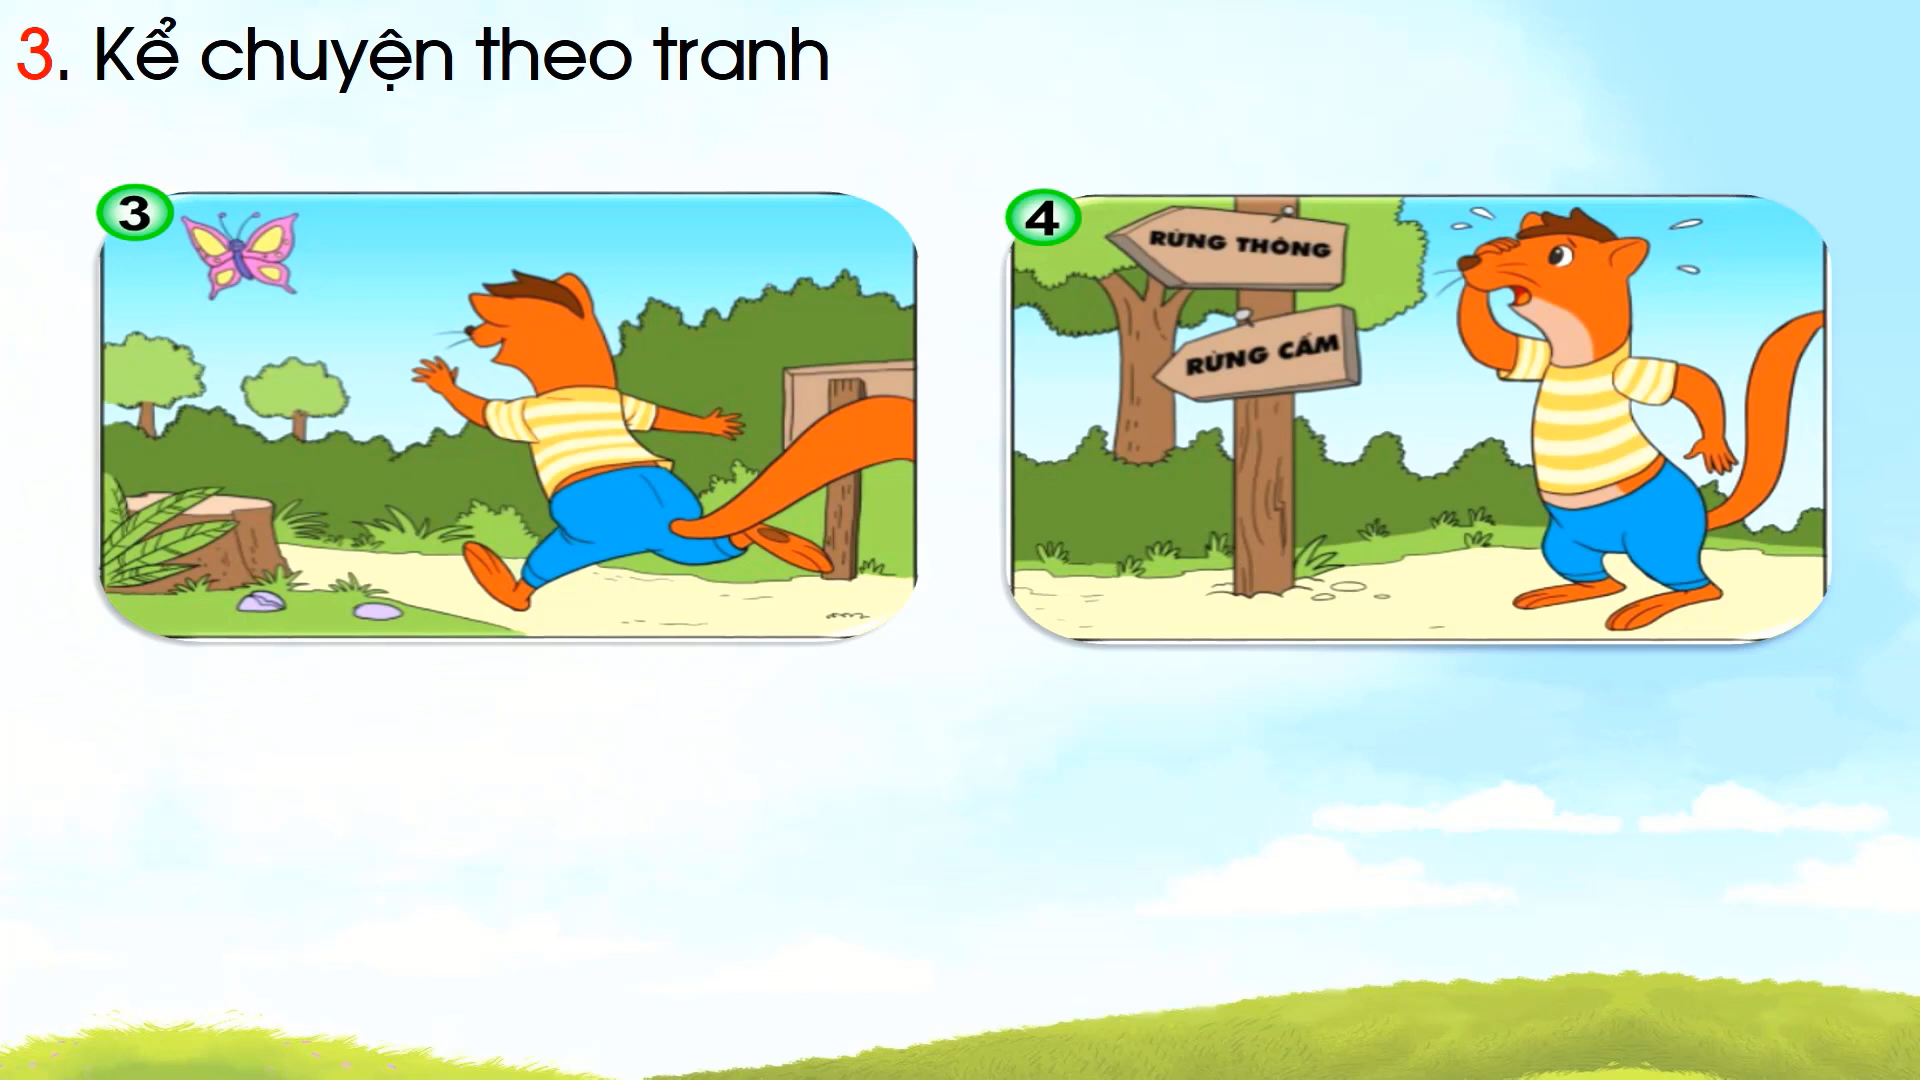 3. Kể chuyện theo tranh
3
4
RỪNG THÔNG
RỪNG CẤM